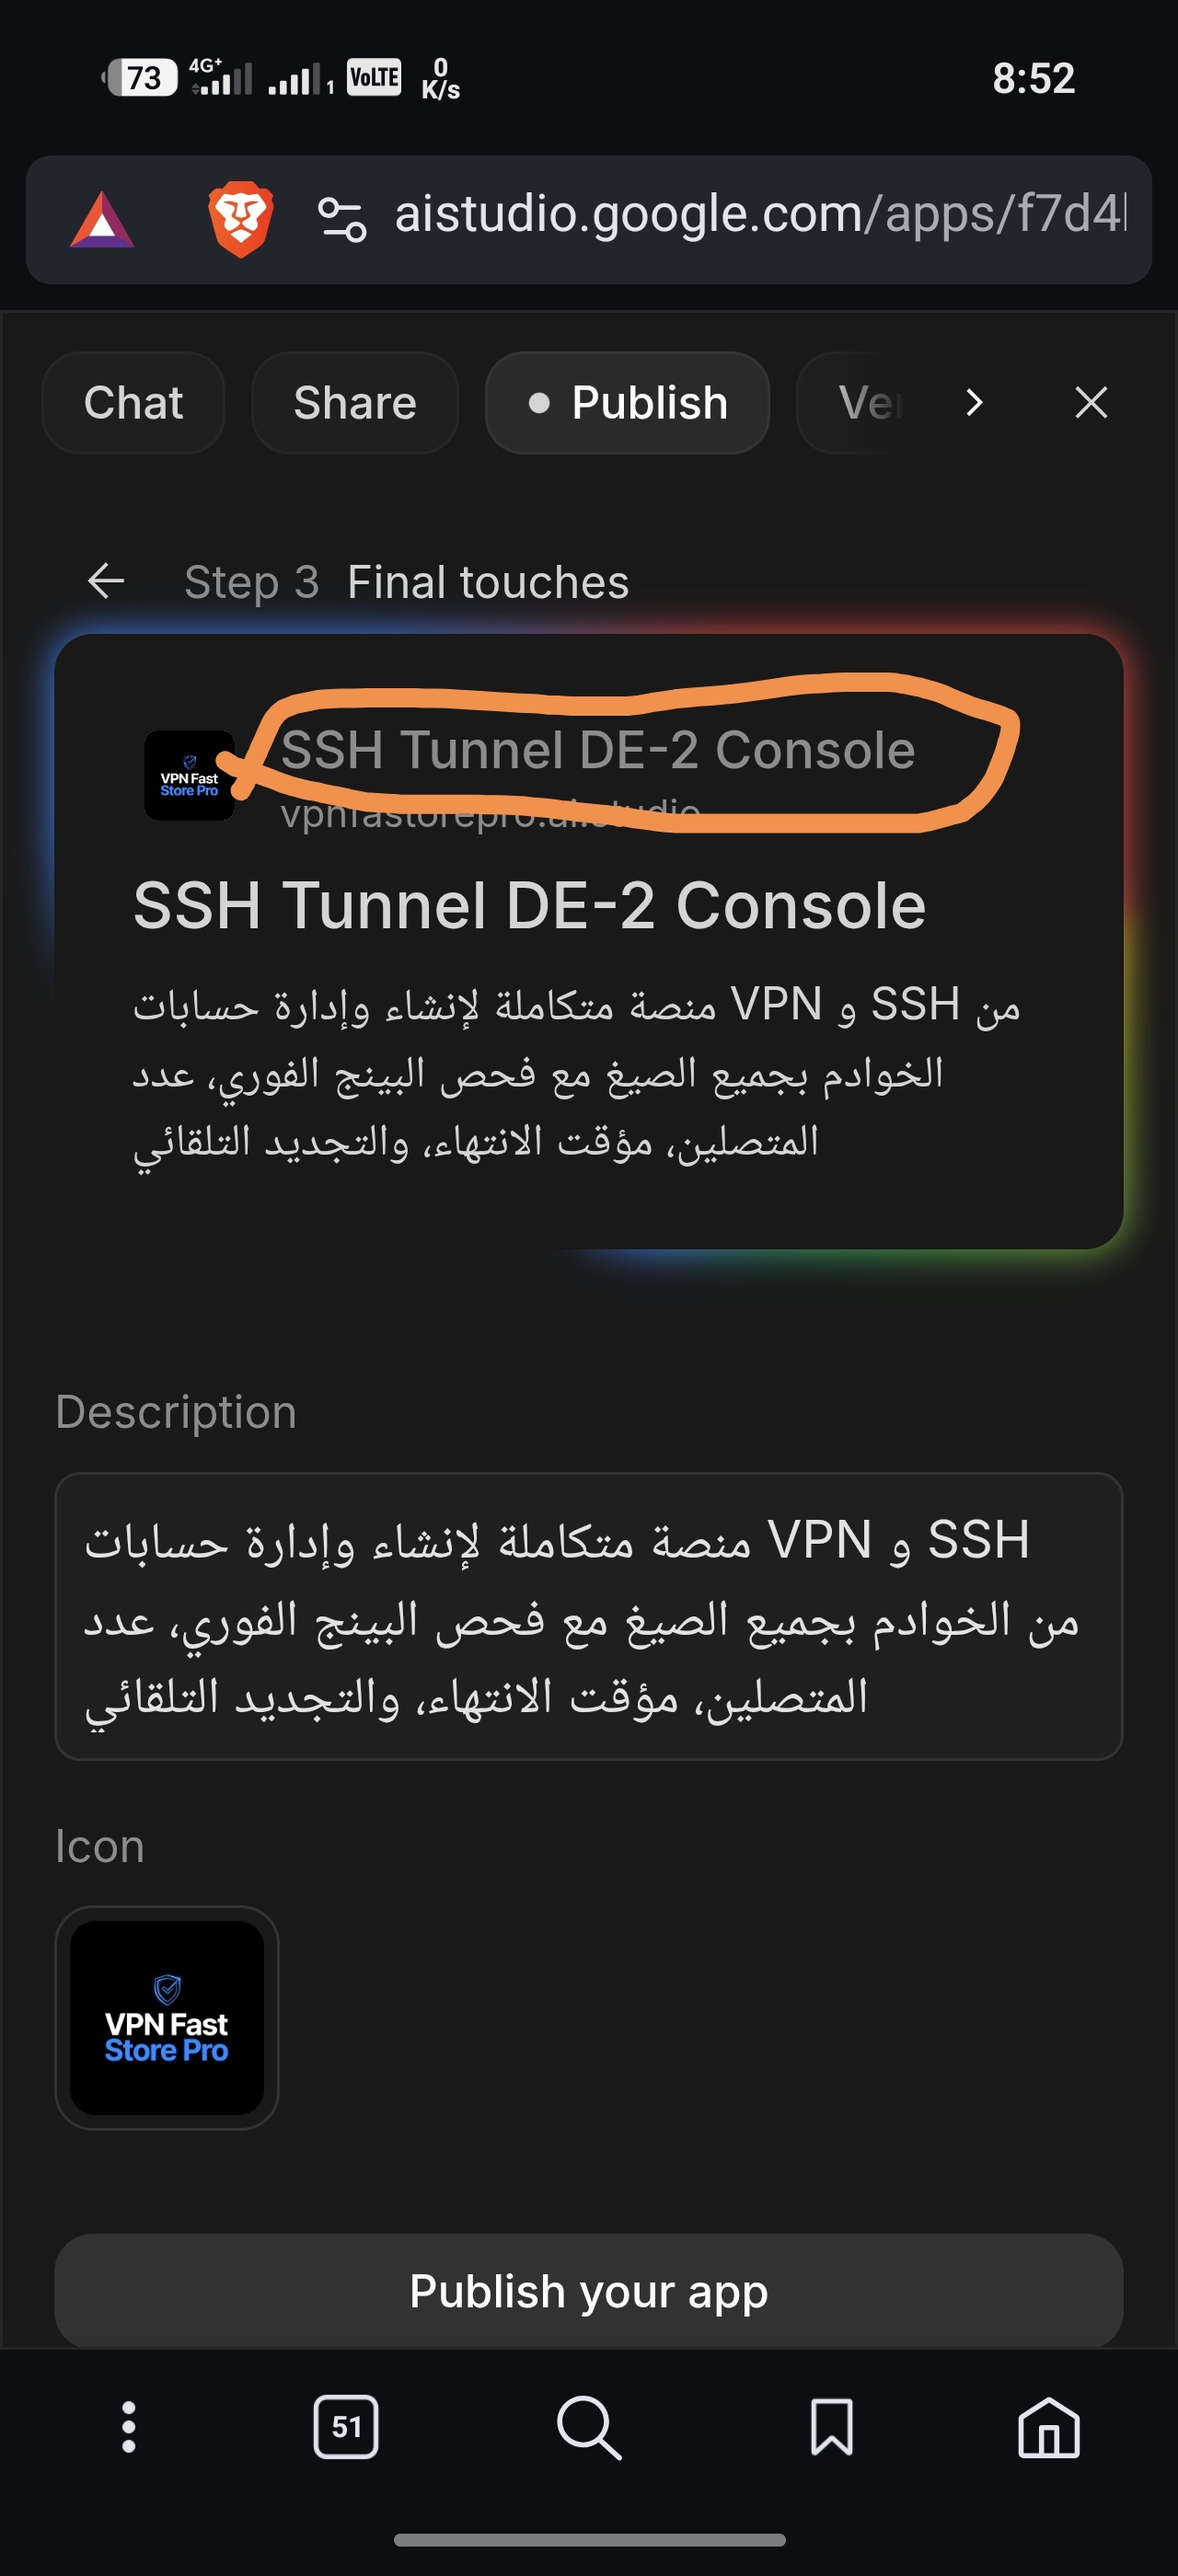 73 4G+ 1 VoLTE 0 K/s 8:52
aistudio.google.com/apps/f7d4
Chat Share Publish
Step 3 Final touches
SSH Tunnel DE-2 Console
VPN Fast
Store Pro
vpnfastorepro.ai.studio
SSH Tunnel DE-2 Console
من SSH و VPN منصة متكاملة لإنشاء وإدارة حسابات
الخوادم بجميع الصيغ مع فحص البينج الفوري، عدد
المتصلين، مؤقت الانتهاء، والتجديد التلقائي
Description
SSH و VPN منصة متكاملة لإنشاء وإدارة حسابات
من الخوادم بجميع الصيغ مع فحص البينج الفوري، عدد
المتصلين، مؤقت الانتهاء، والتجديد التلقائي
Icon
VPN Fast
Store Pro
Publish your app
51